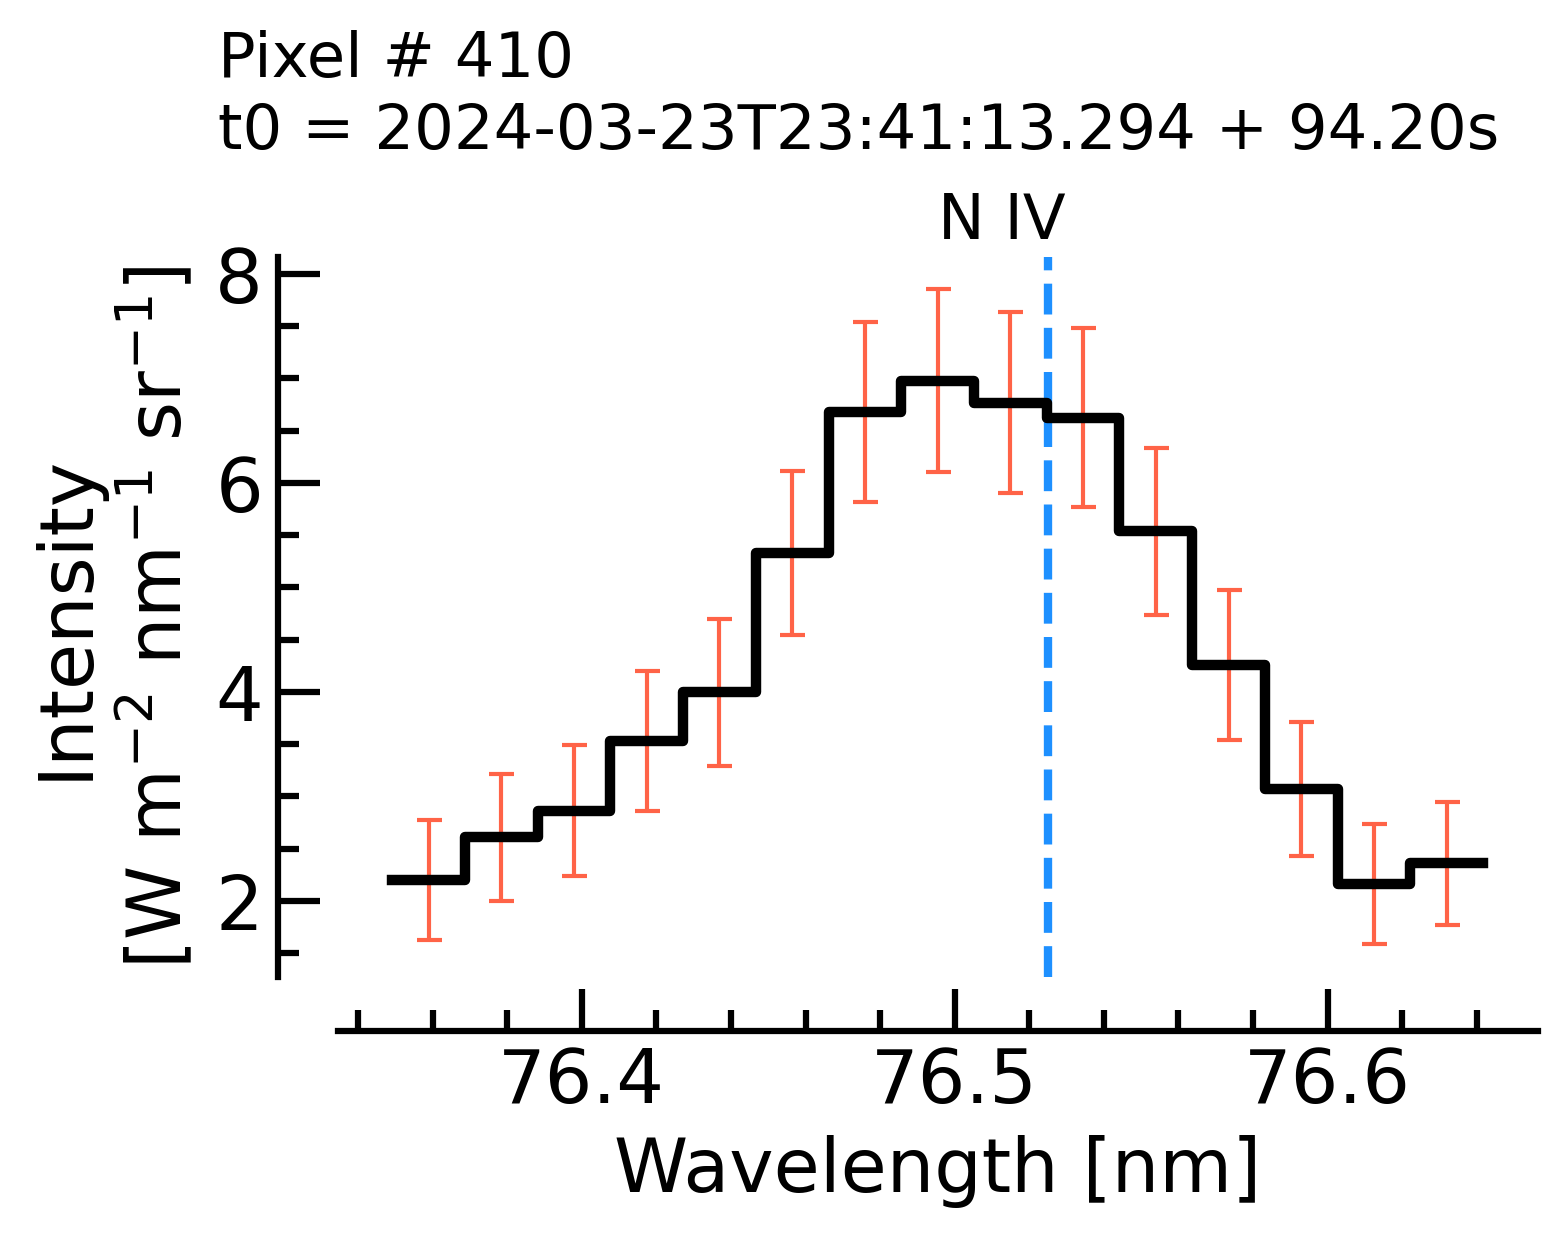 Pixel # 410
t0 = 2024-03-23T23:41:13.294 + 94.20s
N IV
Intensity
[W m⁻² nm⁻¹ sr⁻¹]
8
6
4
2
76.4 76.5 76.6
Wavelength [nm]